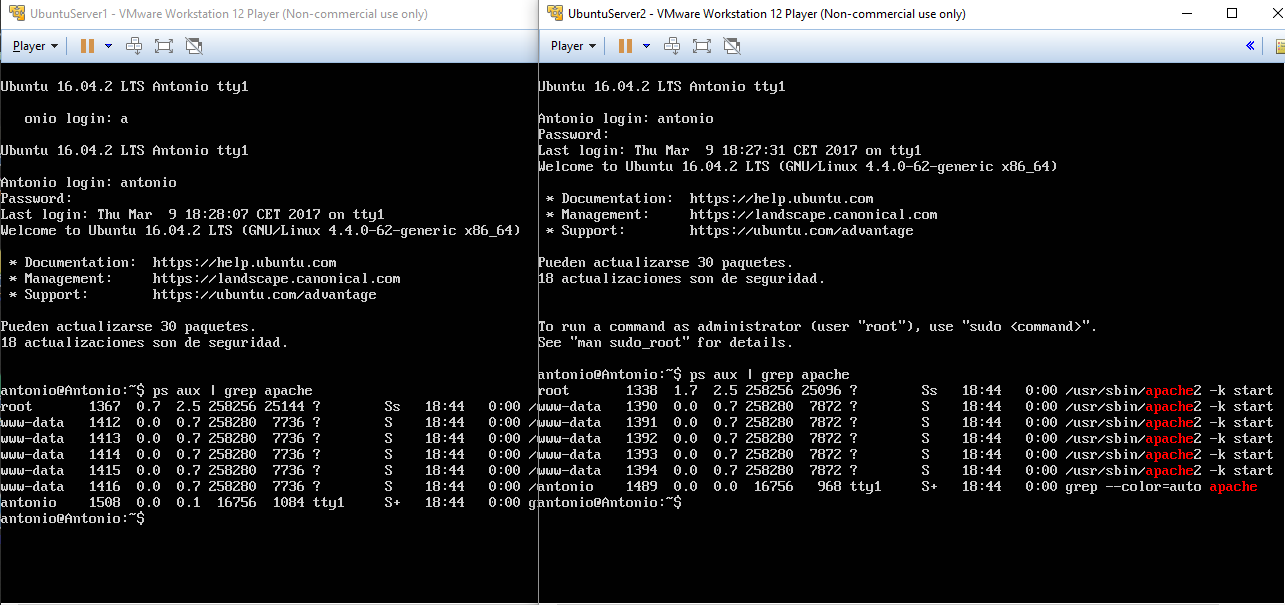 UbuntuServer1 - VMware Workstation 12 Player (Non-commercial use only)
Player
Ubuntu 16.04.2 LTS Antonio tty1
onio login: a
Ubuntu 16.04.2 LTS Antonio tty1
Antonio login: antonio
Password:
Last login: Thu Mar  9 18:28:07 CET 2017 on tty1
Welcome to Ubuntu 16.04.2 LTS (GNU/Linux 4.4.0-62-generic x86_64)
* Documentation:  https://help.ubuntu.com
* Management:     https://landscape.canonical.com
* Support:        https://ubuntu.com/advantage
Pueden actualizarse 30 paquetes.
18 actualizaciones son de seguridad.
antonio@Antonio:~$ ps aux | grep apache
root       1367  0.7  2.5 258256 25144 ?        Ss   18:44   0:00 /
www-data   1412  0.0  0.7 258280  7736 ?        S    18:44   0:00 /
www-data   1413  0.0  0.7 258280  7736 ?        S    18:44   0:00 /
www-data   1414  0.0  0.7 258280  7736 ?        S    18:44   0:00 /
www-data   1415  0.0  0.7 258280  7736 ?        S    18:44   0:00 /
www-data   1416  0.0  0.7 258280  7736 ?        S    18:44   0:00 /
antonio    1508  0.0  0.1  16756  1084 tty1     S+   18:44   0:00 g
antonio@Antonio:~$
UbuntuServer2 - VMware Workstation 12 Player (Non-commercial use only)
Player
Ubuntu 16.04.2 LTS Antonio tty1
Antonio login: antonio
Password:
Last login: Thu Mar  9 18:27:31 CET 2017 on tty1
Welcome to Ubuntu 16.04.2 LTS (GNU/Linux 4.4.0-62-generic x86_64)
* Documentation:  https://help.ubuntu.com
* Management:     https://landscape.canonical.com
* Support:        https://ubuntu.com/advantage
Pueden actualizarse 30 paquetes.
18 actualizaciones son de seguridad.
To run a command as administrator (user "root"), use "sudo <command>".
See "man sudo_root" for details.
antonio@Antonio:~$ ps aux | grep apache
root       1338  1.7  2.5 258256 25096 ?        Ss   18:44   0:00 /usr/sbin/apache2 -k start
www-data   1390  0.0  0.7 258280  7872 ?        S    18:44   0:00 /usr/sbin/apache2 -k start
www-data   1391  0.0  0.7 258280  7872 ?        S    18:44   0:00 /usr/sbin/apache2 -k start
www-data   1392  0.0  0.7 258280  7872 ?        S    18:44   0:00 /usr/sbin/apache2 -k start
www-data   1393  0.0  0.7 258280  7872 ?        S    18:44   0:00 /usr/sbin/apache2 -k start
www-data   1394  0.0  0.7 258280  7872 ?        S    18:44   0:00 /usr/sbin/apache2 -k start
antonio    1489  0.0  0.0  16756   968 tty1     S+   18:44   0:00 grep --color=auto apache
antonio@Antonio:~$